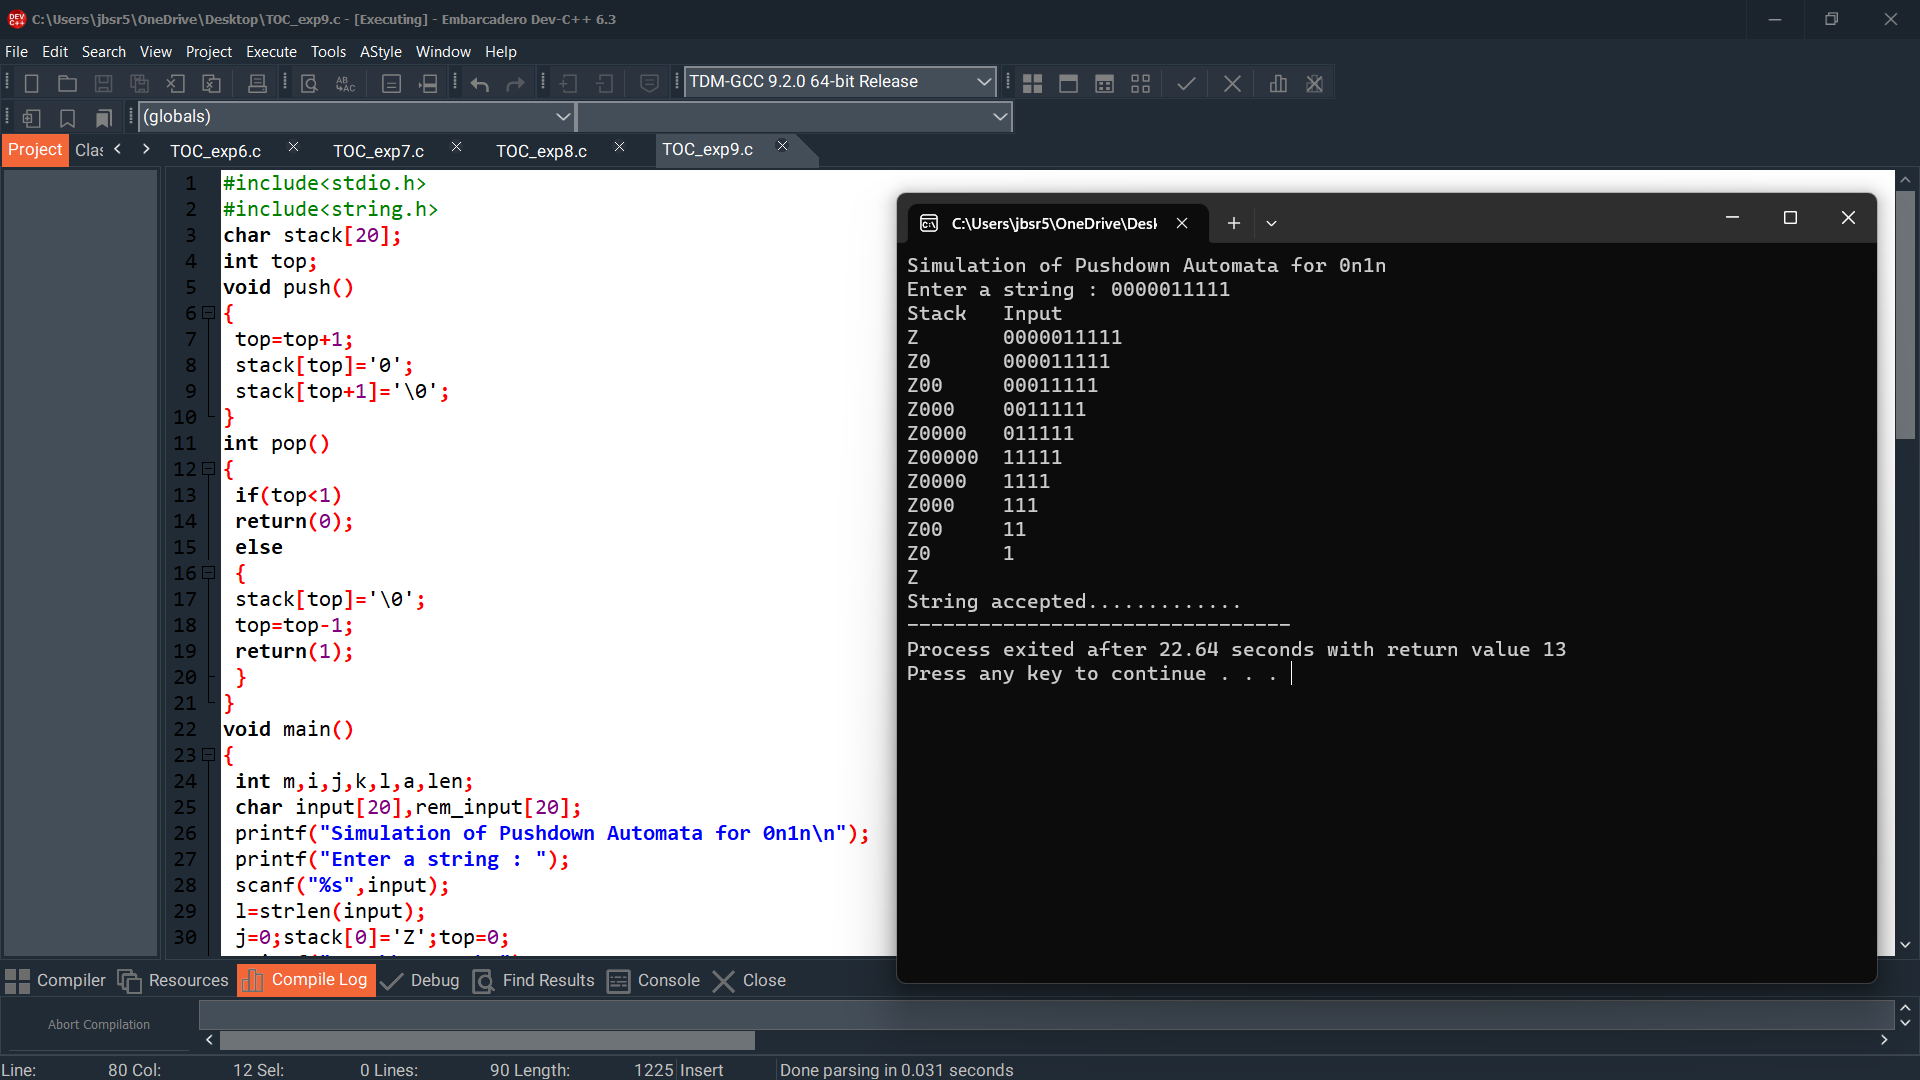 C:\Users\jbsr5\OneDrive\Desktop\TOC_exp9.c - [Executing] - Embarcadero Dev-C++ 6.3
File Edit Search View Project Execute Tools AStyle Window Help
TDM-GCC 9.2.0 64-bit Release
(globals)
Project Clas TOC_exp6.c TOC_exp7.c TOC_exp8.c TOC_exp9.c
1 #include<stdio.h>
2 #include<string.h>
3 char stack[20];
4 int top;
5 void push()
6 {
7 top=top+1;
8 stack[top]='0';
9 stack[top+1]='\0';
10 }
11 int pop()
12 {
13 if(top<1)
14 return(0);
15 else
16 {
17 stack[top]='\0';
18 top=top-1;
19 return(1);
20 }
21 }
22 void main()
23 {
24 int m,i,j,k,l,a,len;
25 char input[20],rem_input[20];
26 printf("Simulation of Pushdown Automata for 0n1n\n");
27 printf("Enter a string : ");
28 scanf("%s",input);
29 l=strlen(input);
30 j=0;stack[0]='Z';top=0;
C:\Users\jbsr5\OneDrive\Desk
Simulation of Pushdown Automata for 0n1n
Enter a string : 0000011111
Stack Input
Z 0000011111
Z0 000011111
Z00 00011111
Z000 0011111
Z0000 011111
Z00000 11111
Z0000 1111
Z000 111
Z00 11
Z0 1
Z
String accepted.............
--------------------------------
Process exited after 22.64 seconds with return value 13
Press any key to continue . . .
Compiler Resources Compile Log Debug Find Results Console Close
Abort Compilation
Line: 80 Col: 12 Sel: 0 Lines: 90 Length: 1225 Insert Done parsing in 0.031 seconds